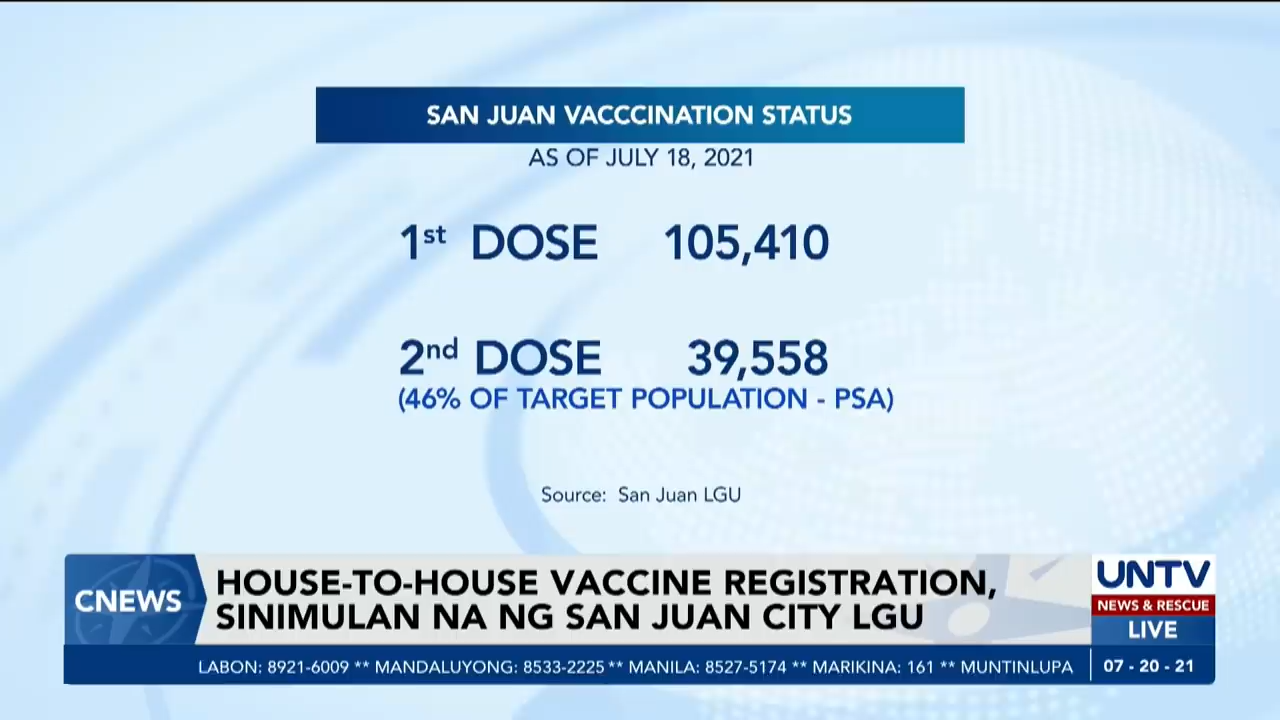 SAN JUAN VACCCINATION STATUS
AS OF JULY 18, 2021
1st DOSE 105,410
2nd DOSE 39,558
(46% OF TARGET POPULATION - PSA)
Source: San Juan LGU
CNEWS
HOUSE-TO-HOUSE VACCINE REGISTRATION,
SINIMULAN NA NG SAN JUAN CITY LGU
UNTV
NEWS & RESCUE
LIVE
LABON: 8921-6009 ** MANDALUYONG: 8533-2225 ** MANILA: 8527-5174 ** MARIKINA: 161 ** MUNTINLUPA
07 - 20 - 21